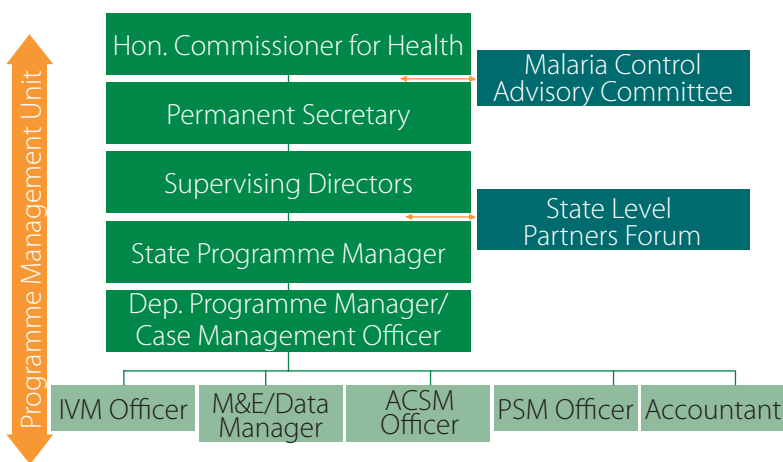 Programme Management Unit
Hon. Commissioner for Health
Malaria Control
Advisory Committee
Permanent Secretary
Supervising Directors
State Level
Partners Forum
State Programme Manager
Dep. Programme Manager/
Case Management Officer
IVM Officer
M&E/Data
Manager
ACSM
Officer
PSM Officer
Accountant